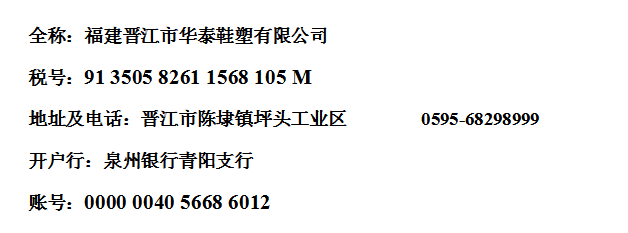 全称：福建晋江市华泰鞋塑有限公司
税号：91 3505 8261 1568 105 M
地址及电话：晋江市陈埭镇坪头工业区 0595-68298999
开户行：泉州银行青阳支行
账号：0000 0040 5668 6012